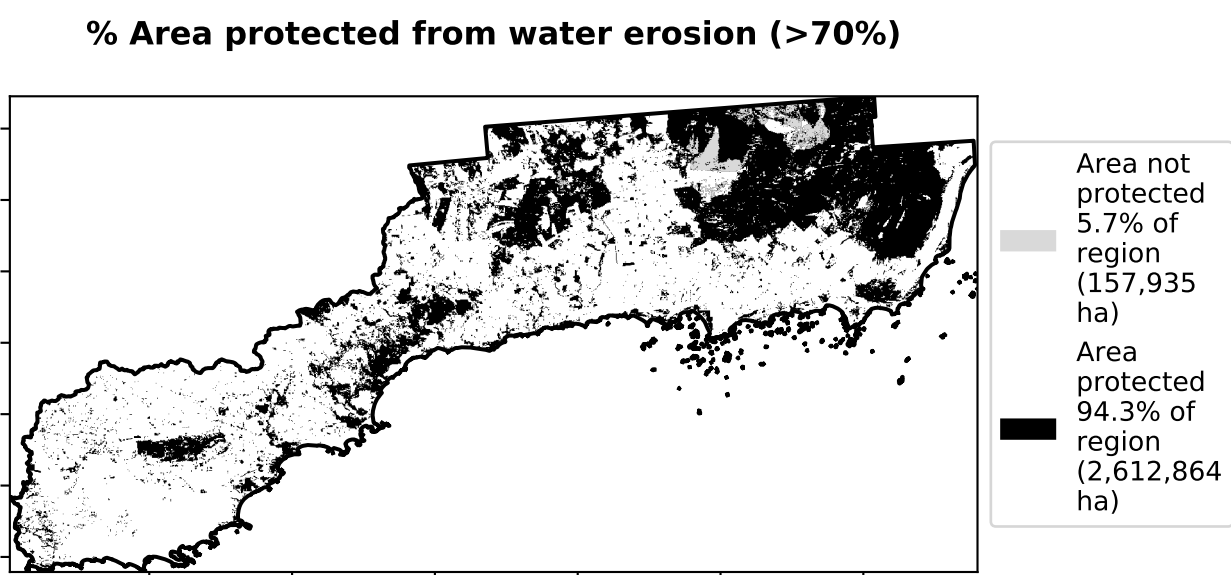 % Area protected from water erosion (>70%)
Area not
protected
5.7% of
region
(157,935
ha)
Area
protected
94.3% of
region
(2,612,864
ha)